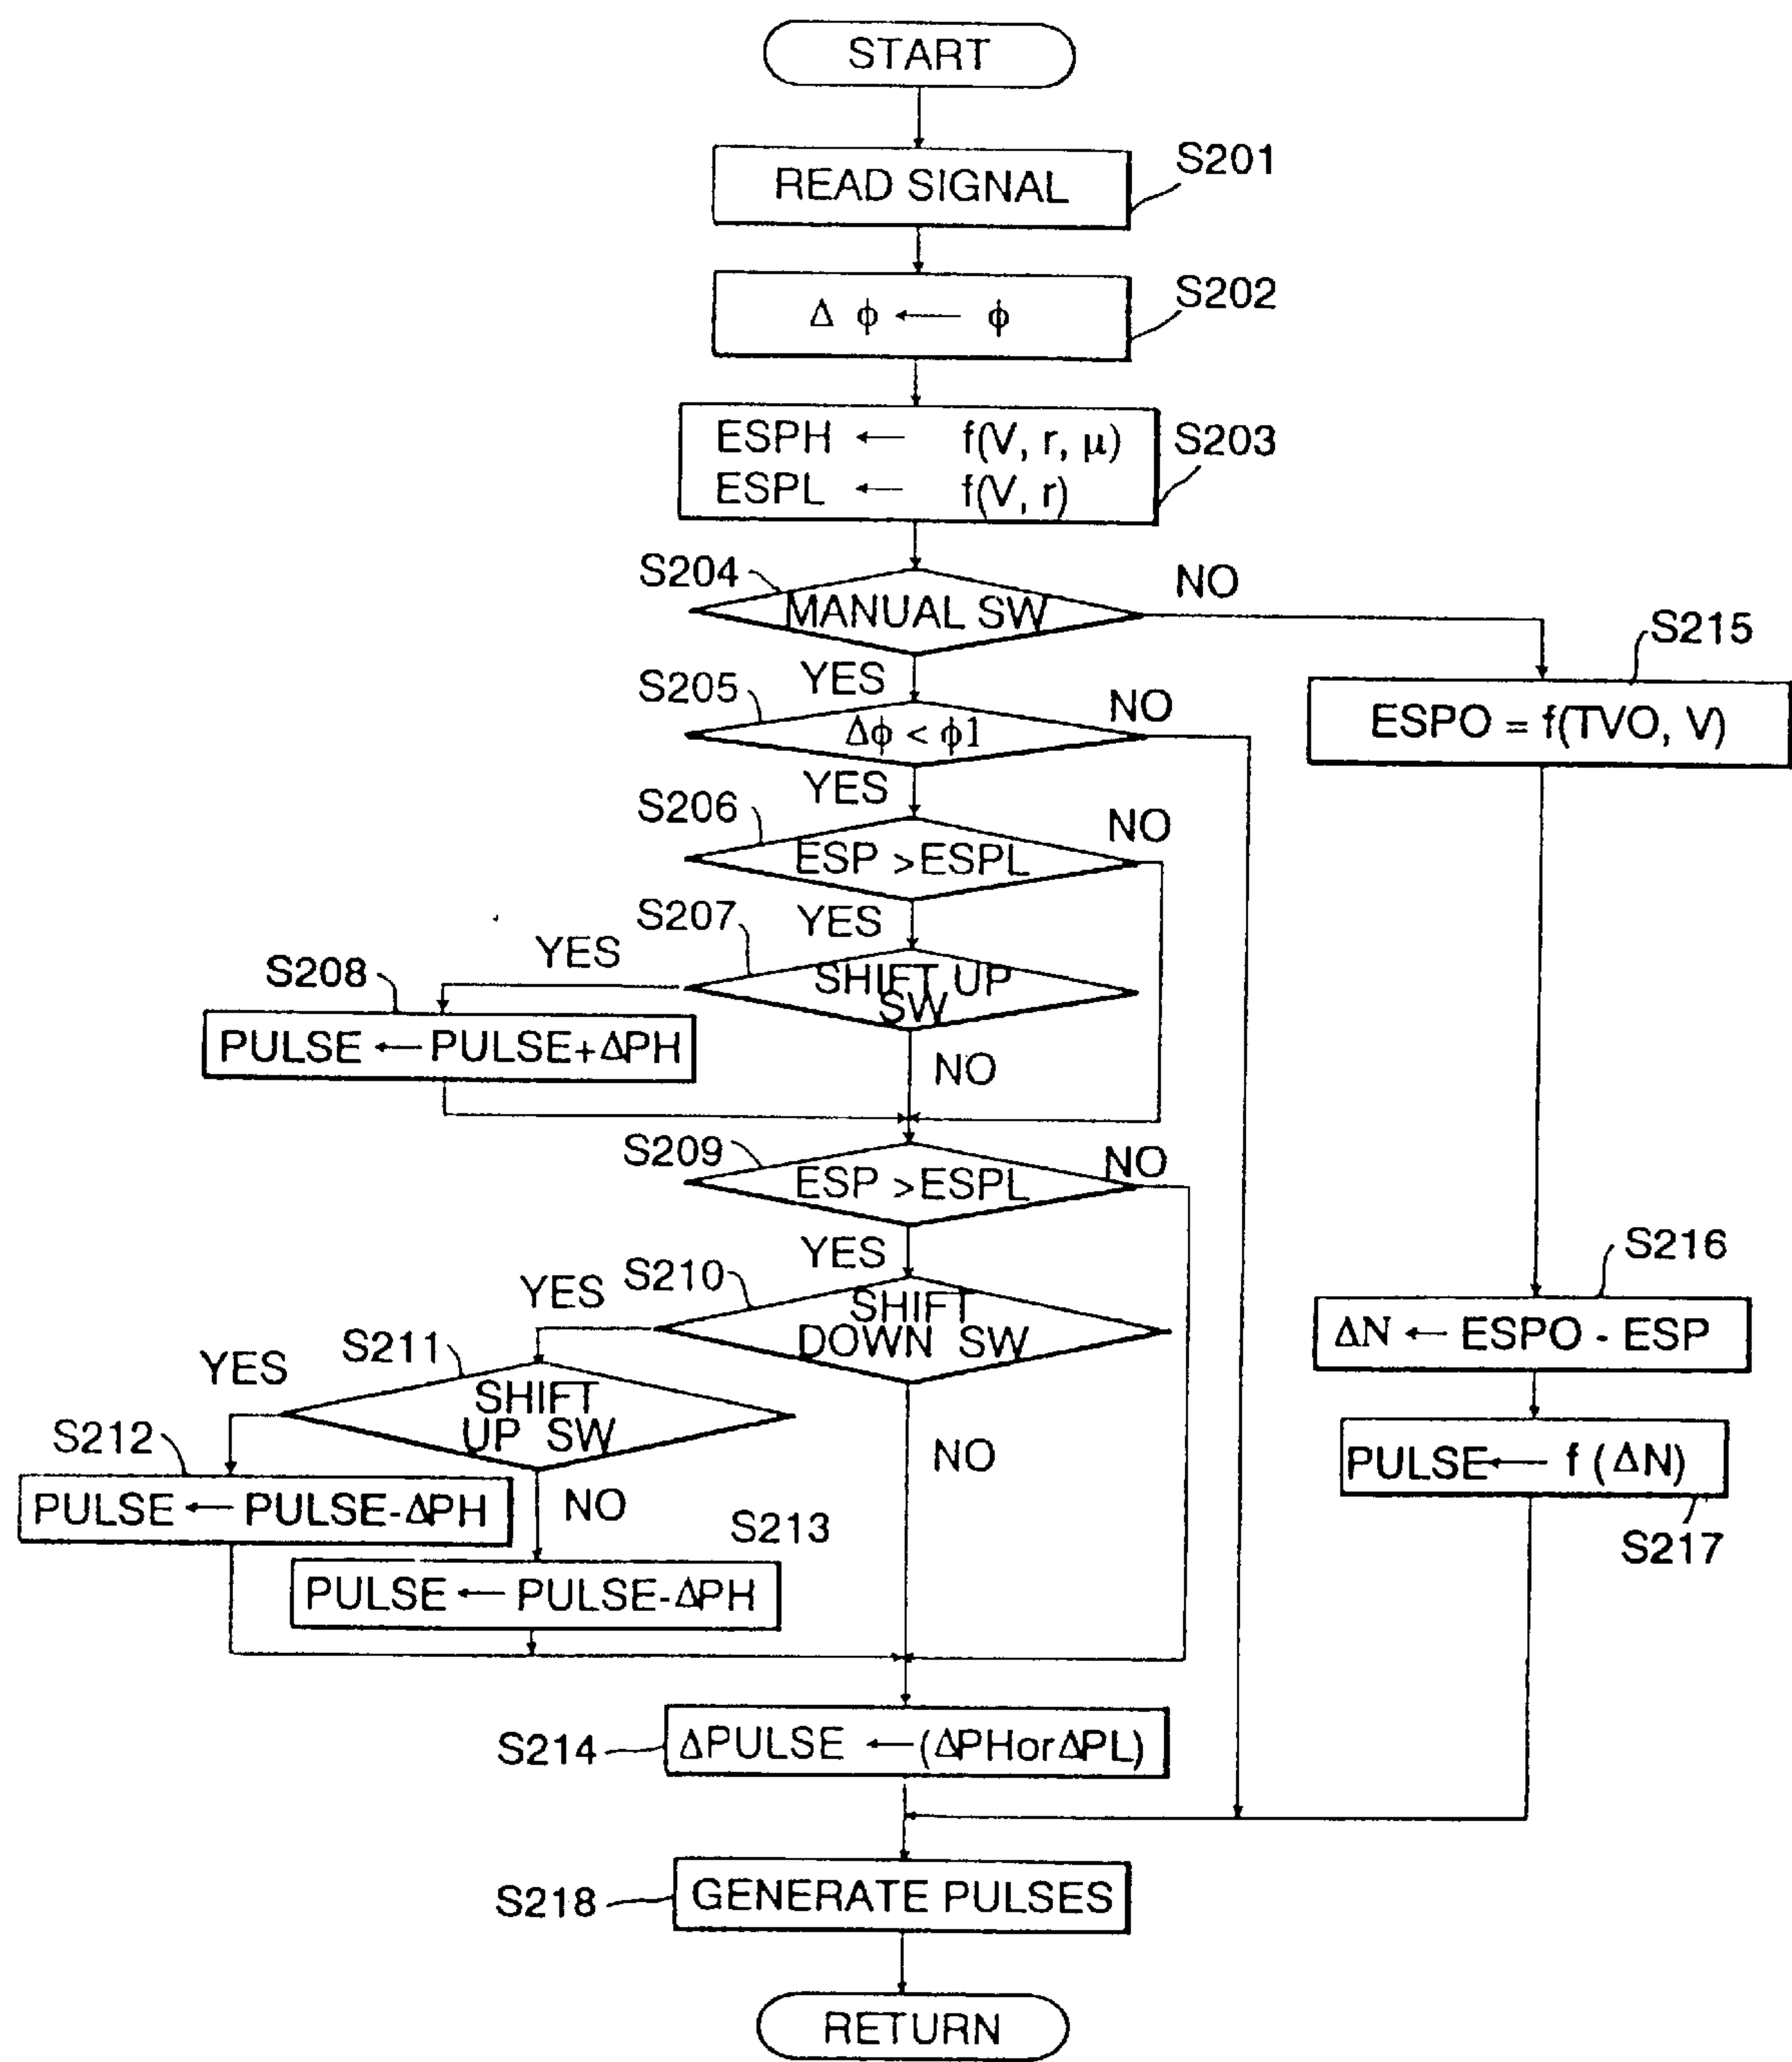 START
READ SIGNAL
S201
Δ ϕ ← ϕ
S202
ESPH ← f(V, r, μ)
ESPL ← f(V, r)
S203
S204
MANUAL SW
NO
YES
S215
ESPO = f(TVO, V)
S205
Δϕ < ϕ1
NO
YES
S206
ESP >ESPL
NO
YES
S207
SHIFT UP
SW
YES
S208
PULSE ← PULSE+ΔPH
NO
S209
ESP >ESPL
NO
YES
S210
SHIFT
DOWN SW
YES
S216
ΔN ← ESPO - ESP
S211
SHIFT
UP SW
YES
NO
S212
PULSE ← PULSE-ΔPH
NO
S213
PULSE ← PULSE-ΔPH
PULSE ← f (ΔN)
S217
S214
ΔPULSE ← (ΔPHorΔPL)
S218
GENERATE PULSES
RETURN